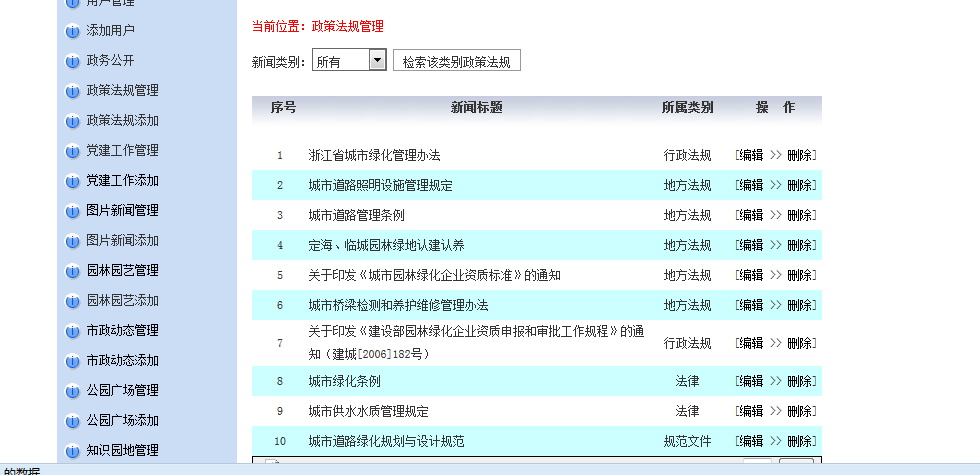 用户管理
添加用户
政务公开
政策法规管理
政策法规添加
党建工作管理
党建工作添加
图片新闻管理
图片新闻添加
园林园艺管理
园林园艺添加
市政动态管理
市政动态添加
公园广场管理
公园广场添加
知识园地管理
当前位置：政策法规管理
新闻类别： 所有 检索该类别政策法规
序号 新闻标题 所属类别 操 作
1 浙江省城市绿化管理办法 行政法规 [编辑 >> 删除]
2 城市道路照明设施管理规定 地方法规 [编辑 >> 删除]
3 城市道路管理条例 地方法规 [编辑 >> 删除]
4 定海、临城园林绿地认建认养 地方法规 [编辑 >> 删除]
5 关于印发《城市园林绿化企业资质标准》的通知 地方法规 [编辑 >> 删除]
6 城市桥梁检测和养护维修管理办法 地方法规 [编辑 >> 删除]
7 关于印发《建设部园林绿化企业资质申报和审批工作规程》的通
知（建城[2006]182号） 行政法规 [编辑 >> 删除]
8 城市绿化条例 法律 [编辑 >> 删除]
9 城市供水水质管理规定 法律 [编辑 >> 删除]
10 城市道路绿化规划与设计规范 规范文件 [编辑 >> 删除]
的数据